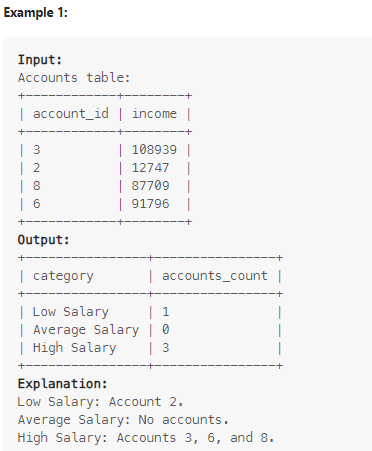 Example 1:
Input:
Accounts table:
+------------+--------+
| account_id | income |
+------------+--------+
| 3          | 108939 |
| 2          | 12747  |
| 8          | 87709  |
| 6          | 91796  |
+------------+--------+
Output:
+----------------+----------------+
| category       | accounts_count |
+----------------+----------------+
| Low Salary     | 1              |
| Average Salary | 0              |
| High Salary    | 3              |
+----------------+----------------+
Explanation:
Low Salary: Account 2.
Average Salary: No accounts.
High Salary: Accounts 3, 6, and 8.